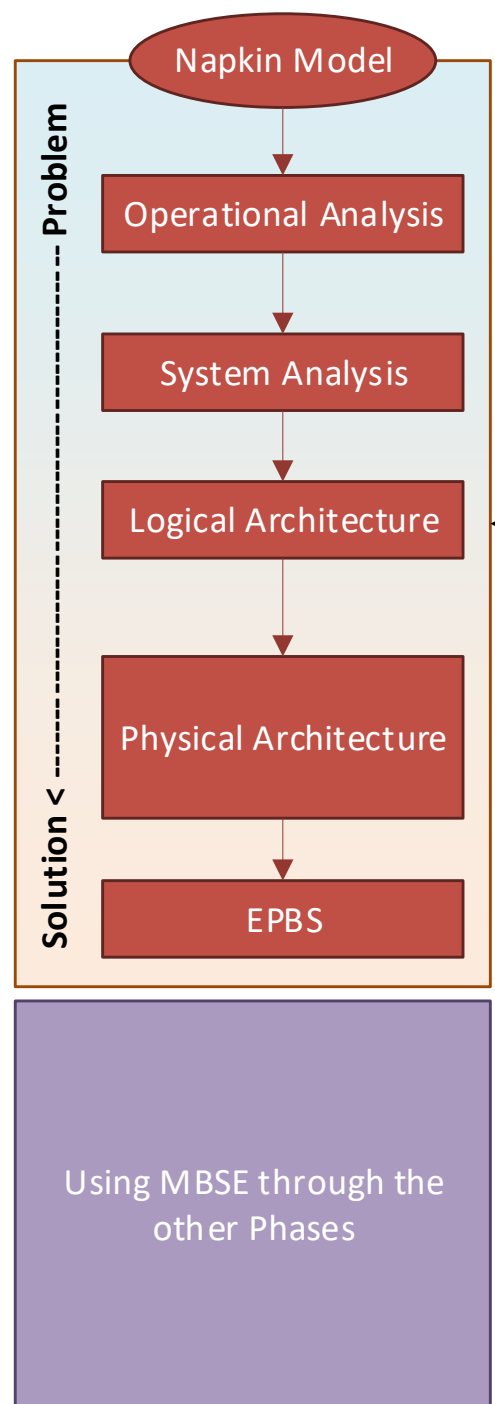 Napkin Model
Solution < ----------------------- Problem
Operational Analysis
System Analysis
Logical Architecture
Physical Architecture
EPBS
Using MBSE through the
other Phases